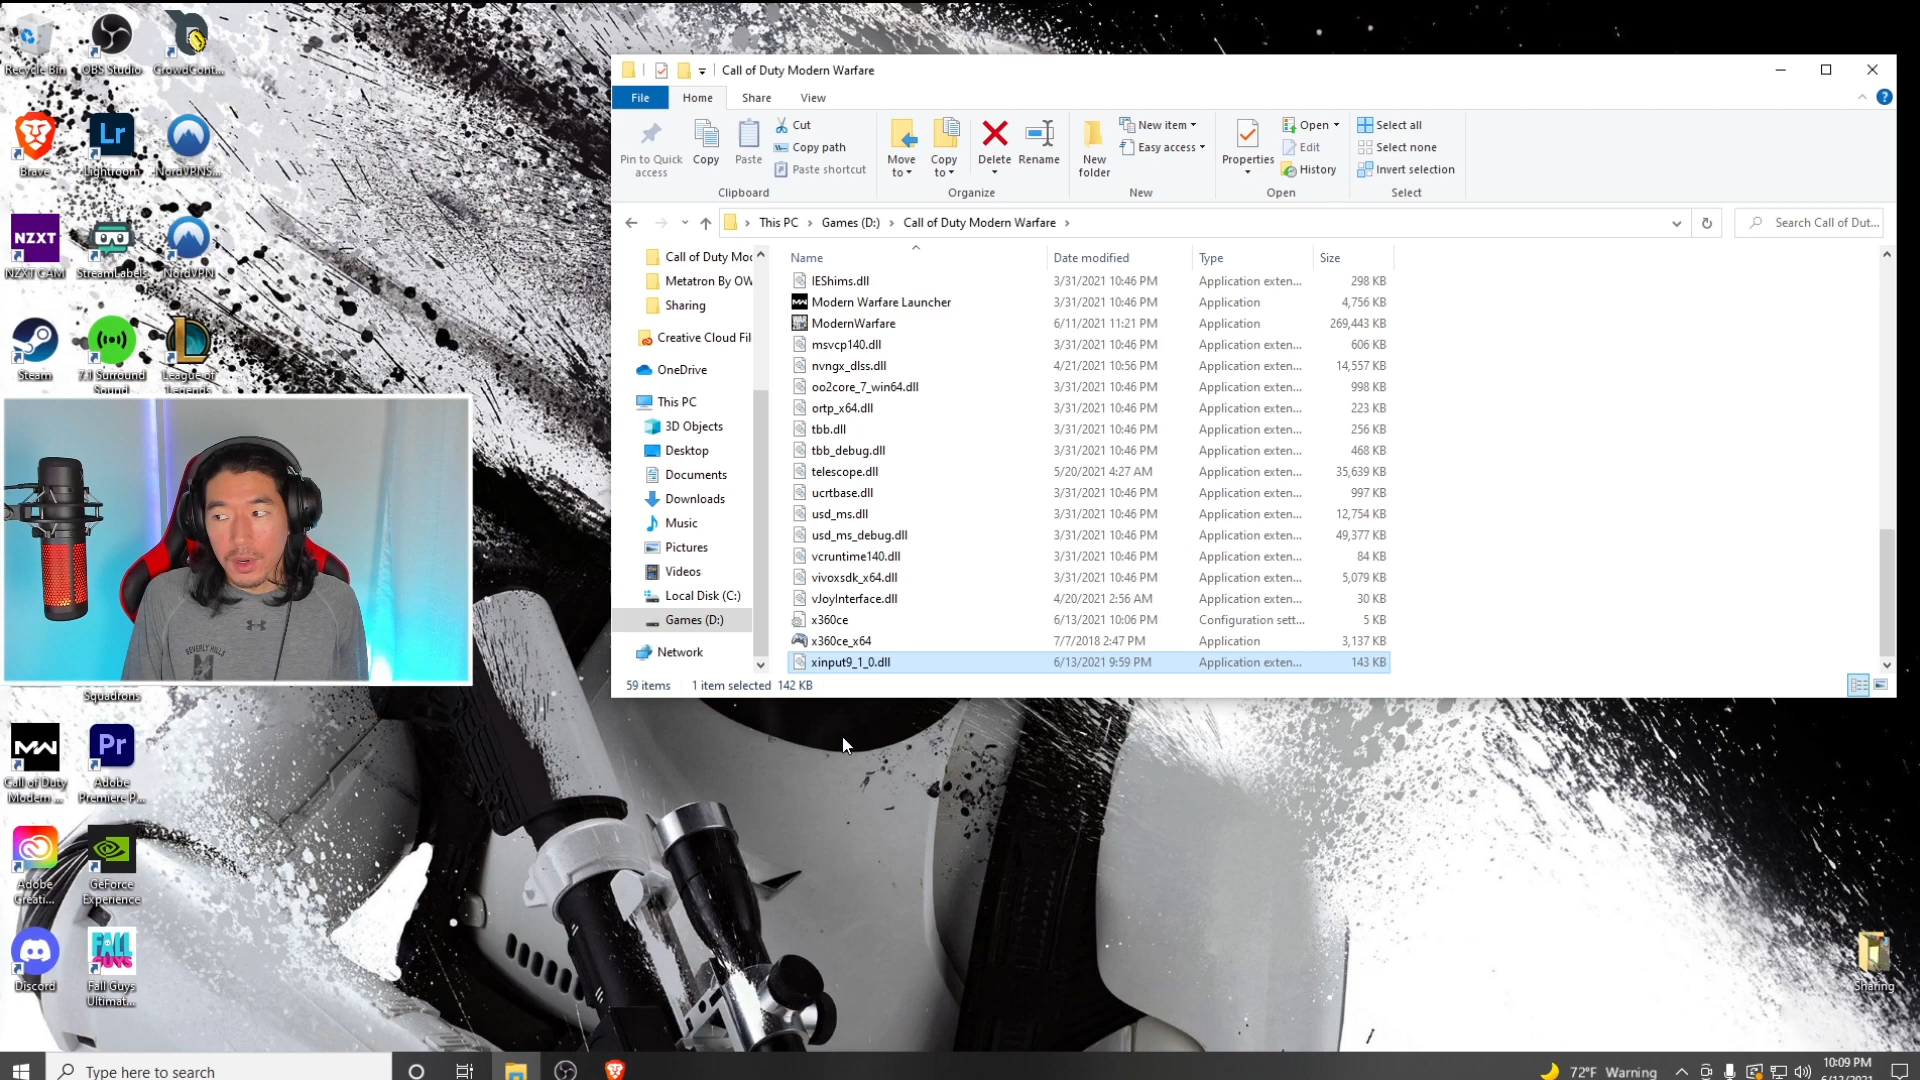 Recycle Bin
OBS Studio
CrowdCont...
Brave
Lr
Lightroom
NordVPNS...
NZXT
NZXT CAM
StreamLabels
NordVPN
Steam
7.1 Surround
Sound
League of
Legends
BEVERLY HILLS
Squadrons
MW
Call of Duty
Modern ...
Pr
Adobe
Premiere P...
Adobe
Creati...
GeForce
Experience
Discord
FALL
GUYS
Fall Guys
Ultimat...
Call of Duty Modern Warfare
File Home Share View
Pin to Quick
access
Copy
Paste
Cut
Copy path
Paste shortcut
Clipboard
Move
to
Copy
to
Delete
Rename
Organize
New
folder
New item
Easy access
New
Properties
Open
Edit
History
Open
Select all
Select none
Invert selection
Select
This PC > Games (D:) > Call of Duty Modern Warfare >
Search Call of Dut...
Call of Duty Moc
Metatron By OW
Sharing
Creative Cloud Fil
OneDrive
This PC
3D Objects
Desktop
Documents
Downloads
Music
Pictures
Videos
Local Disk (C:)
Games (D:)
Network
Name Date modified Type Size
IEShims.dll 3/31/2021 10:46 PM Application exten... 298 KB
Modern Warfare Launcher 3/31/2021 10:46 PM Application 4,756 KB
ModernWarfare 6/11/2021 11:21 PM Application 269,443 KB
msvcp140.dll 3/31/2021 10:46 PM Application exten... 606 KB
nvngx_dlss.dll 4/21/2021 10:56 PM Application exten... 14,557 KB
oo2core_7_win64.dll 3/31/2021 10:46 PM Application exten... 998 KB
ortp_x64.dll 3/31/2021 10:46 PM Application exten... 223 KB
tbb.dll 3/31/2021 10:46 PM Application exten... 256 KB
tbb_debug.dll 3/31/2021 10:46 PM Application exten... 468 KB
telescope.dll 5/20/2021 4:27 AM Application exten... 35,639 KB
ucrtbase.dll 3/31/2021 10:46 PM Application exten... 997 KB
usd_ms.dll 3/31/2021 10:46 PM Application exten... 12,754 KB
usd_ms_debug.dll 3/31/2021 10:46 PM Application exten... 49,377 KB
vcruntime140.dll 3/31/2021 10:46 PM Application exten... 84 KB
vivoxsdk_x64.dll 3/31/2021 10:46 PM Application exten... 5,079 KB
vJoyInterface.dll 4/20/2021 2:56 AM Application exten... 30 KB
x360ce 6/13/2021 10:06 PM Configuration sett... 5 KB
x360ce_x64 7/7/2018 2:47 PM Application 3,137 KB
xinput9_1_0.dll 6/13/2021 9:59 PM Application exten... 143 KB
59 items 1 item selected 142 KB
Sharing
Type here to search
72°F Warning
10:09 PM